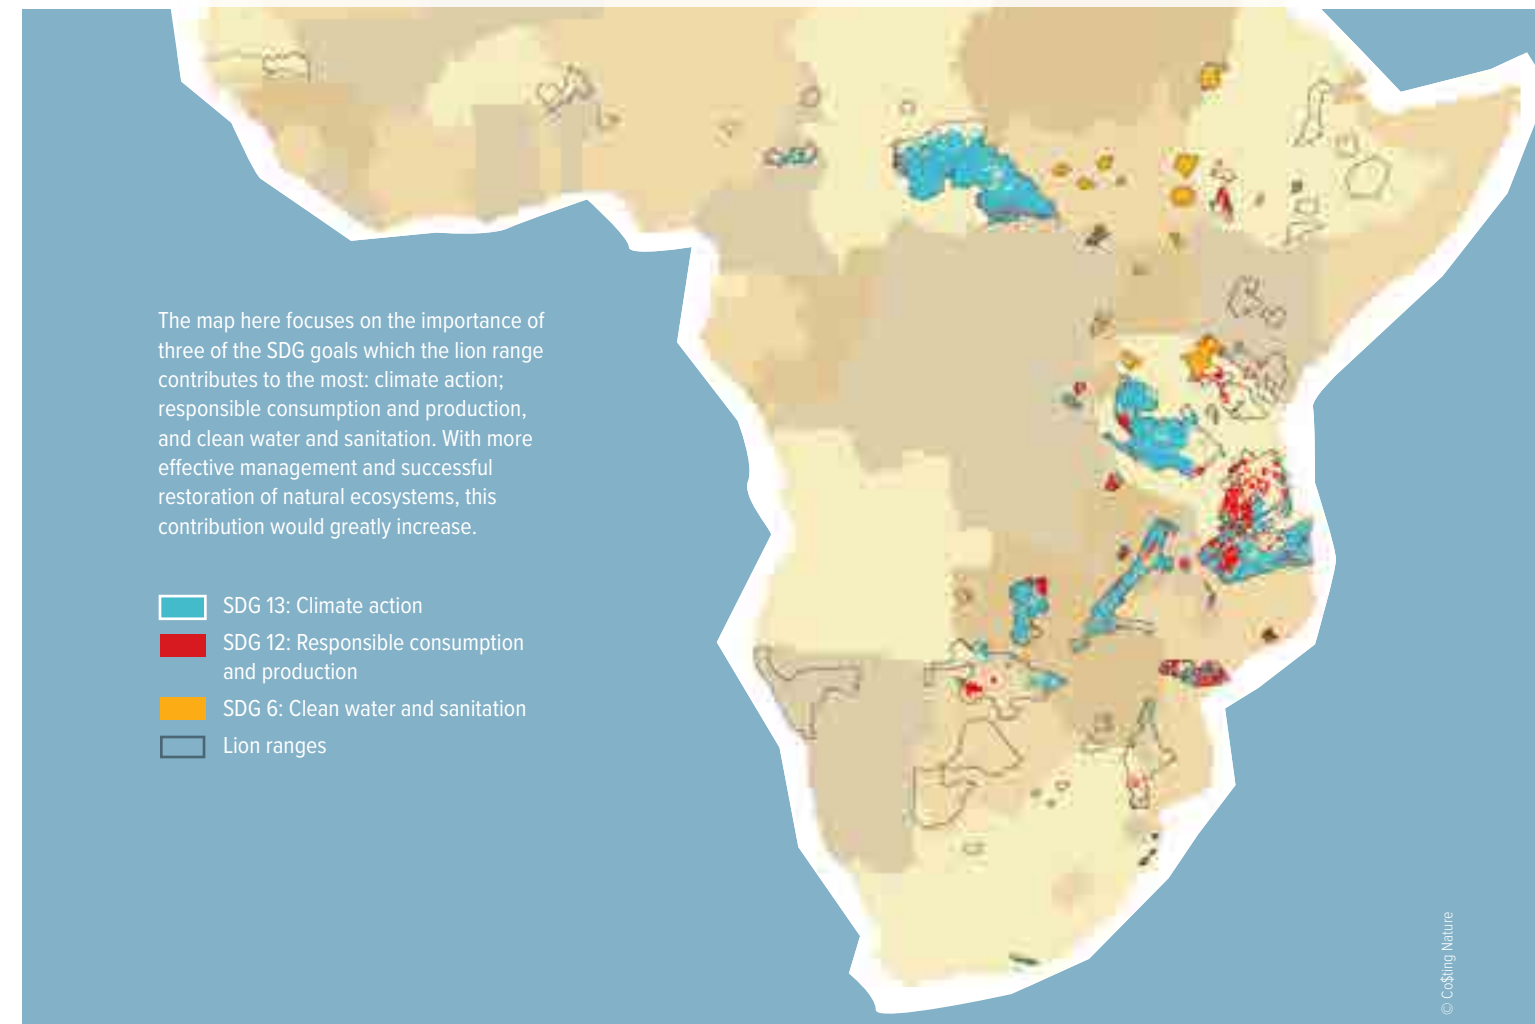 The map here focuses on the importance of
three of the SDG goals which the lion range
contributes to the most: climate action;
responsible consumption and production,
and clean water and sanitation. With more
effective management and successful
restoration of natural ecosystems, this
contribution would greatly increase.
SDG 13: Climate action
SDG 12: Responsible consumption
and production
SDG 6: Clean water and sanitation
Lion ranges
© Co$ting Nature